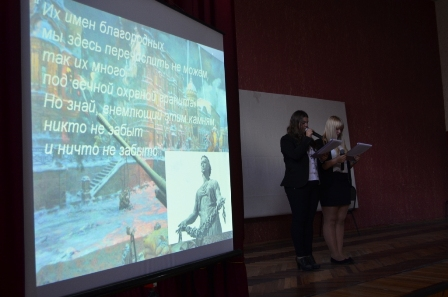 Их имен благородных
мы здесь перечислить не можем,
так их много
под вечной охраной гранита.
Но знай, внемлющий этим камням:
никто не забыт
и ничто не забыто